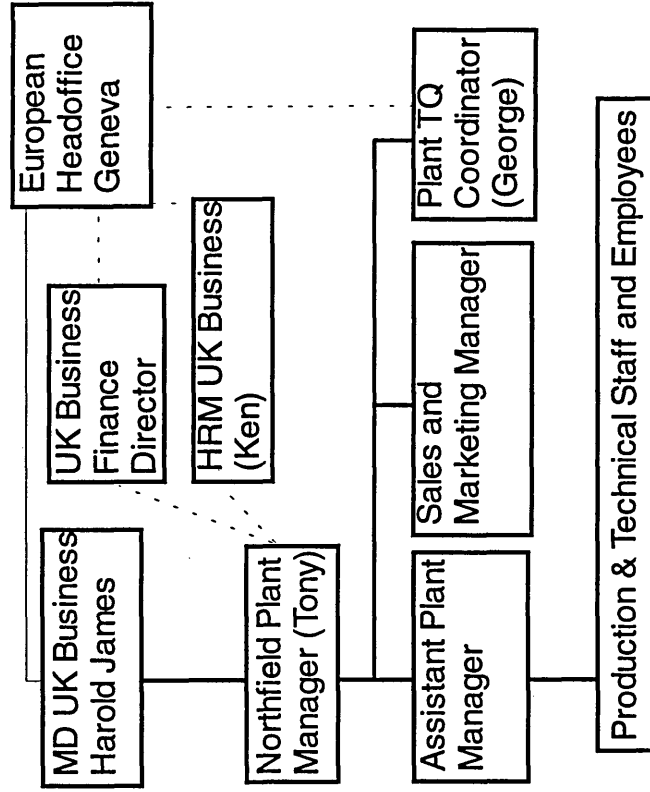 European
Headoffice
Geneva
UK Business
Finance
Director
HRM UK Business
(Ken)
MD UK Business
Harold James
Northfield Plant
Manager (Tony)
Assistant Plant
Manager
Sales and
Marketing Manager
Plant TQ
Coordinator
(George)
Production & Technical Staff and Employees